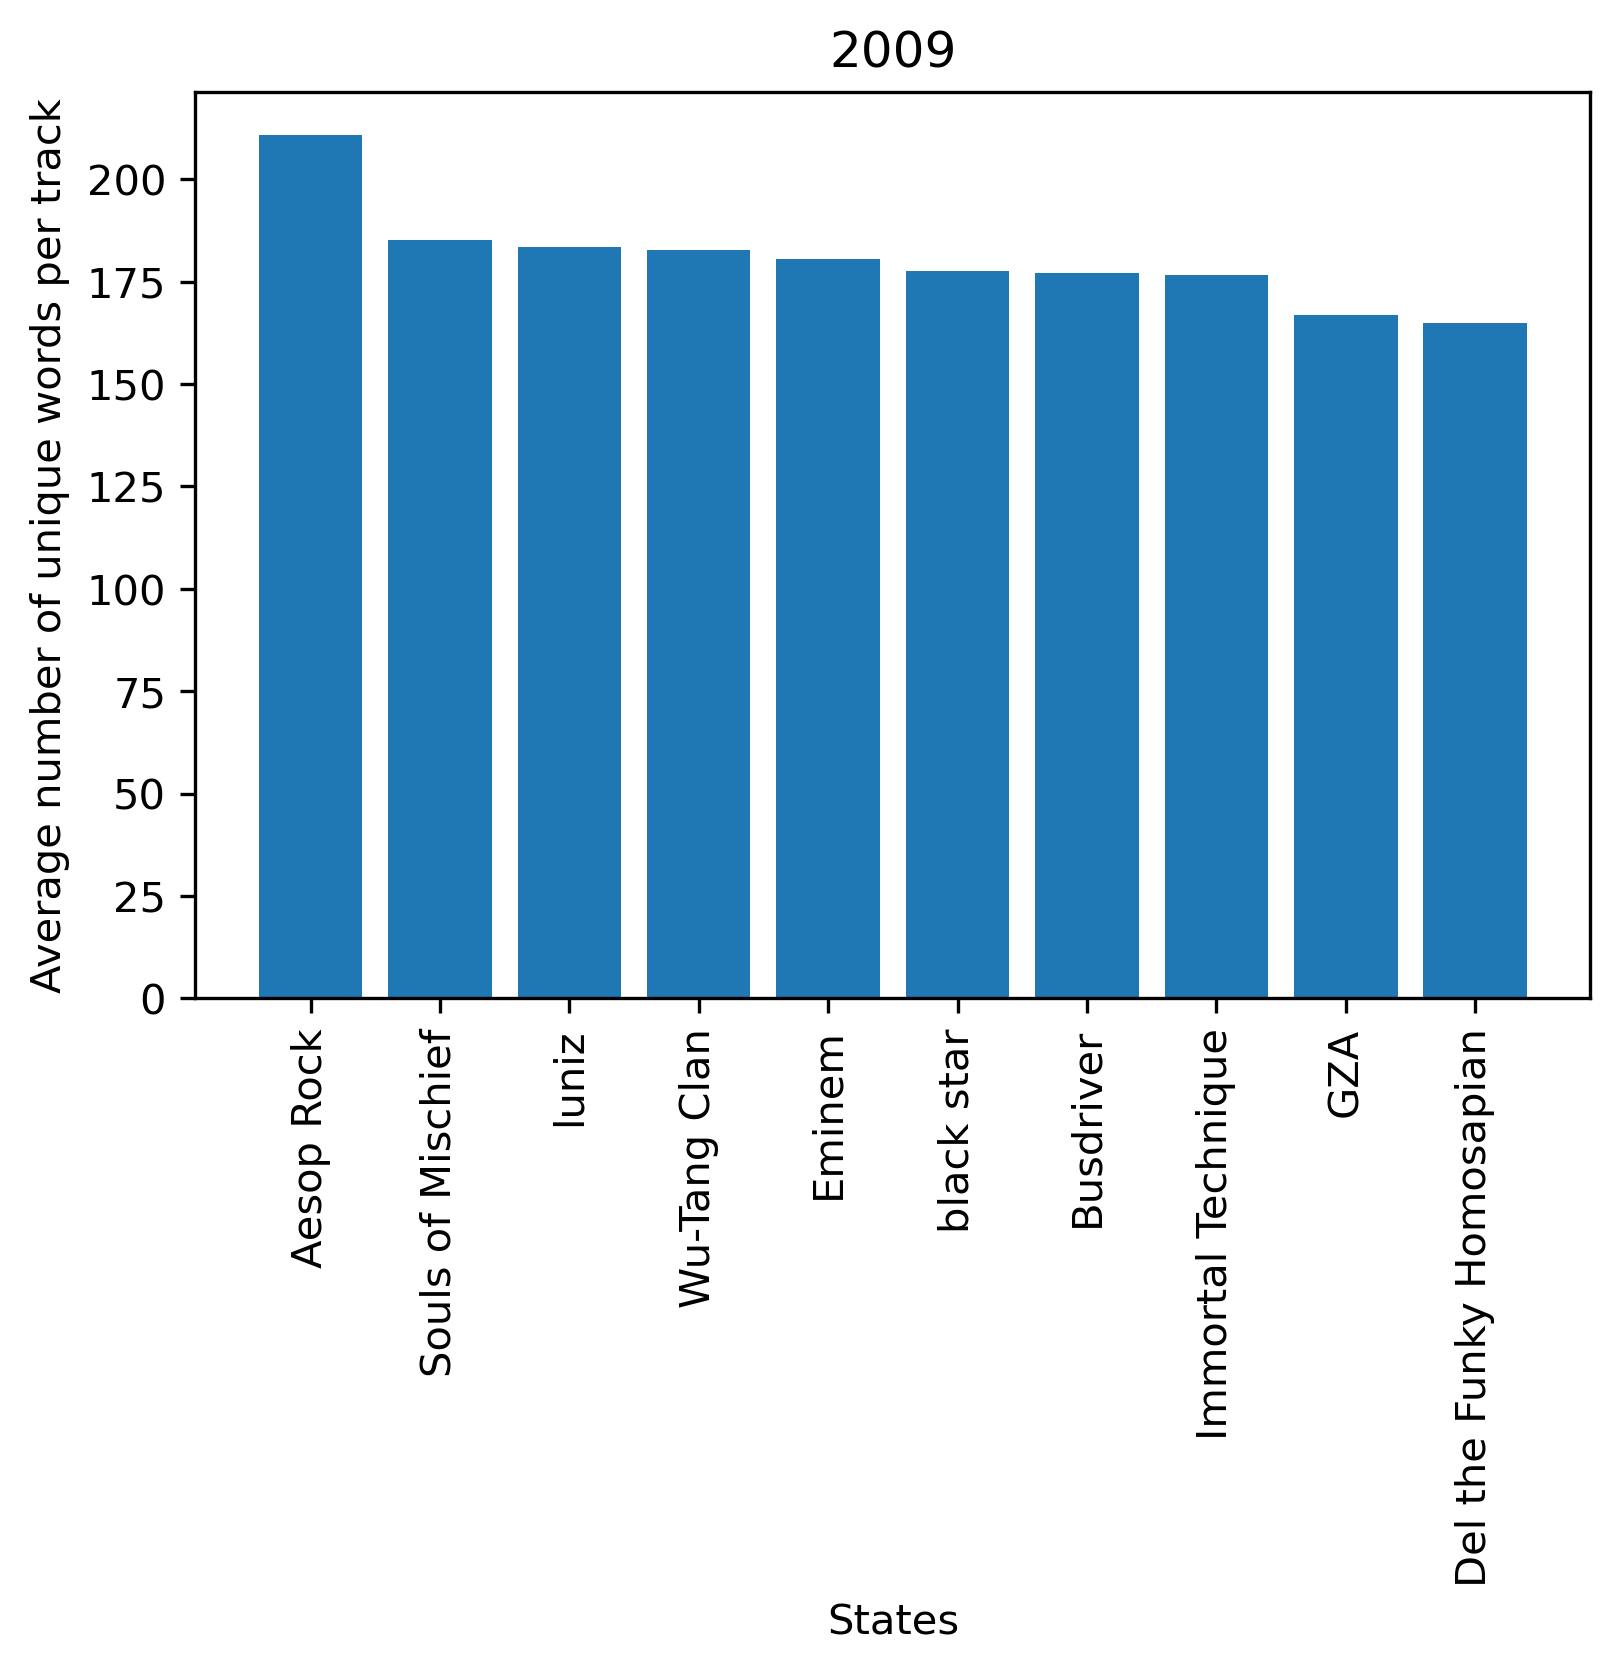 2009
Average number of unique words per track
200
175
150
125
100
75
50
25
0
Aesop Rock
Souls of Mischief
luniz
Wu-Tang Clan
Eminem
black star
Busdriver
Immortal Technique
GZA
Del the Funky Homosapian
States